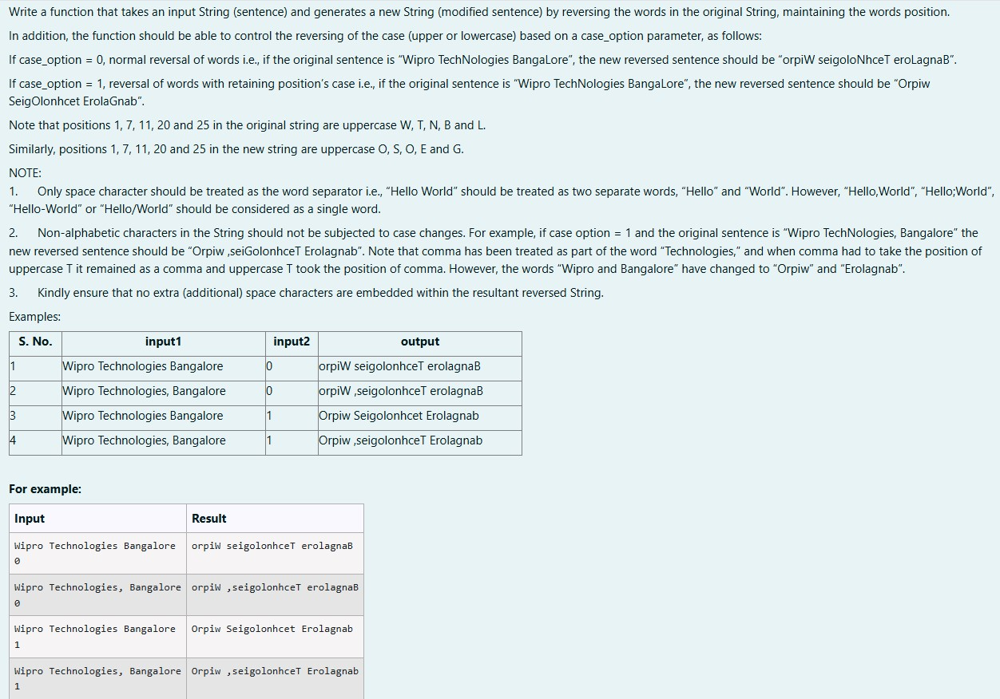 Write a function that takes an input String (sentence) and generates a new String (modified sentence) by reversing the words in the original String, maintaining the words position.
In addition, the function should be able to control the reversing of the case (upper or lowercase) based on a case_option parameter, as follows:
If case_option = 0, normal reversal of words i.e., if the original sentence is “Wipro TechNologies BangaLore”, the new reversed sentence should be “orpiW seigoloNhceT eroLagnaB”.
If case_option = 1, reversal of words with retaining position’s case i.e., if the original sentence is “Wipro TechNologies BangaLore”, the new reversed sentence should be “Orpiw
SeigOlonhcet ErolaGnab”.
Note that positions 1, 7, 11, 20 and 25 in the original string are uppercase W, T, N, B and L.
Similarly, positions 1, 7, 11, 20 and 25 in the new string are uppercase O, S, O, E and G.
NOTE:
1. Only space character should be treated as the word separator i.e., “Hello World” should be treated as two separate words, “Hello” and “World”. However, “Hello,World”, “Hello;World”,
“Hello-World” or “Hello/World” should be considered as a single word.
2. Non-alphabetic characters in the String should not be subjected to case changes. For example, if case option = 1 and the original sentence is “Wipro TechNologies, Bangalore” the
new reversed sentence should be “Orpiw ,seiGolonhceT Erolagnab”. Note that comma has been treated as part of the word “Technologies,” and when comma had to take the position of
uppercase T it remained as a comma and uppercase T took the position of comma. However, the words “Wipro and Bangalore” have changed to “Orpiw” and “Erolagnab”.
3. Kindly ensure that no extra (additional) space characters are embedded within the resultant reversed String.
Examples:
S. No. input1 input2 output
1 Wipro Technologies Bangalore 0 orpiW seigolonhceT erolagnaB
2 Wipro Technologies, Bangalore 0 orpiW ,seigolonhceT erolagnaB
3 Wipro Technologies Bangalore 1 Orpiw Seigolonhcet Erolagnab
4 Wipro Technologies, Bangalore 1 Orpiw ,seigolonhceT Erolagnab
For example:
Input Result
Wipro Technologies Bangalore orpiW seigolonhceT erolagnaB
0
Wipro Technologies, Bangalore orpiW ,seigolonhceT erolagnaB
0
Wipro Technologies Bangalore Orpiw Seigolonhcet Erolagnab
1
Wipro Technologies, Bangalore Orpiw ,seigolonhceT Erolagnab
1